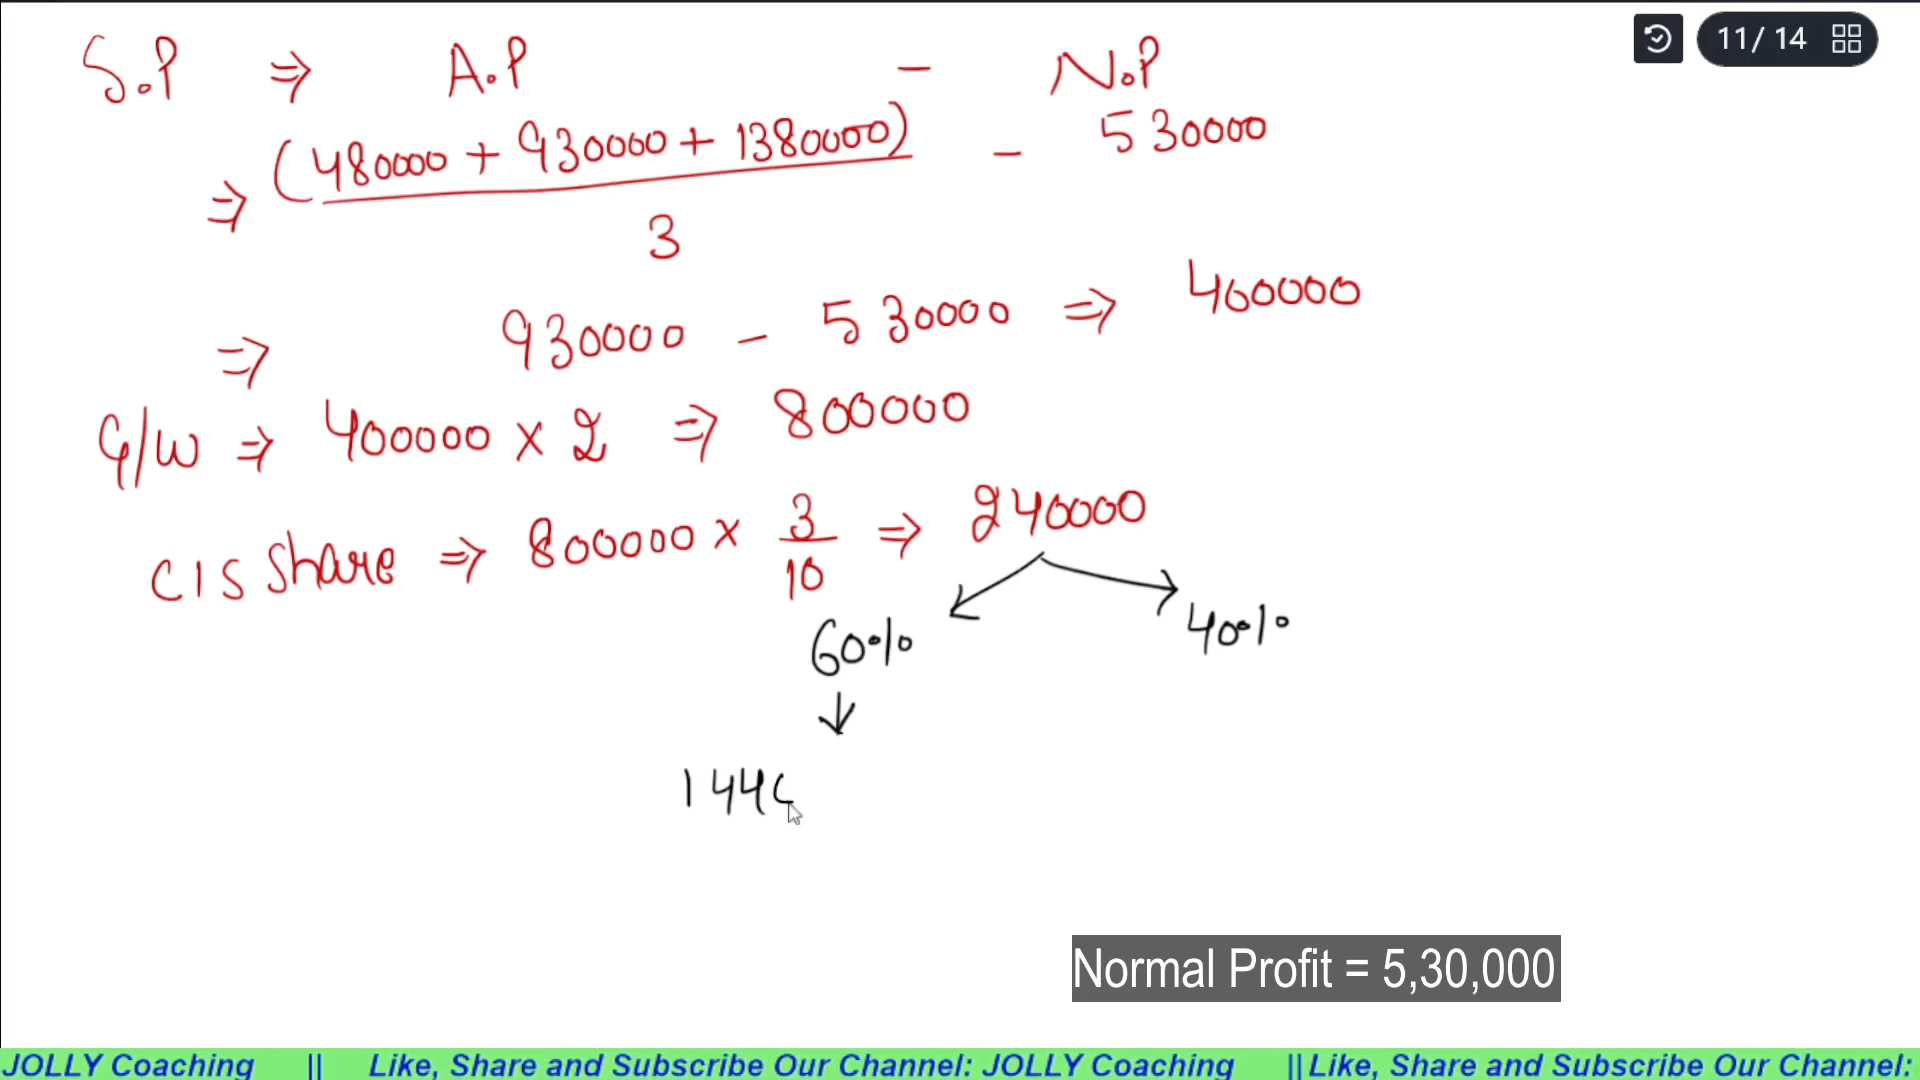 11/ 14
S.P ⇒ A.P - N.P
⇒ (480000 + 930000 + 1380000) - 530000
3
⇒ 930000 - 530000 ⇒ 400000
G/W ⇒ 400000 × 2 ⇒ 800000
C'S Share ⇒ 800000 × 3/10 ⇒ 240000
60% 40%
↓
1440
Normal Profit = 5,30,000
JOLLY Coaching || Like, Share and Subscribe Our Channel: JOLLY Coaching || Like, Share and Subscribe Our Channel: